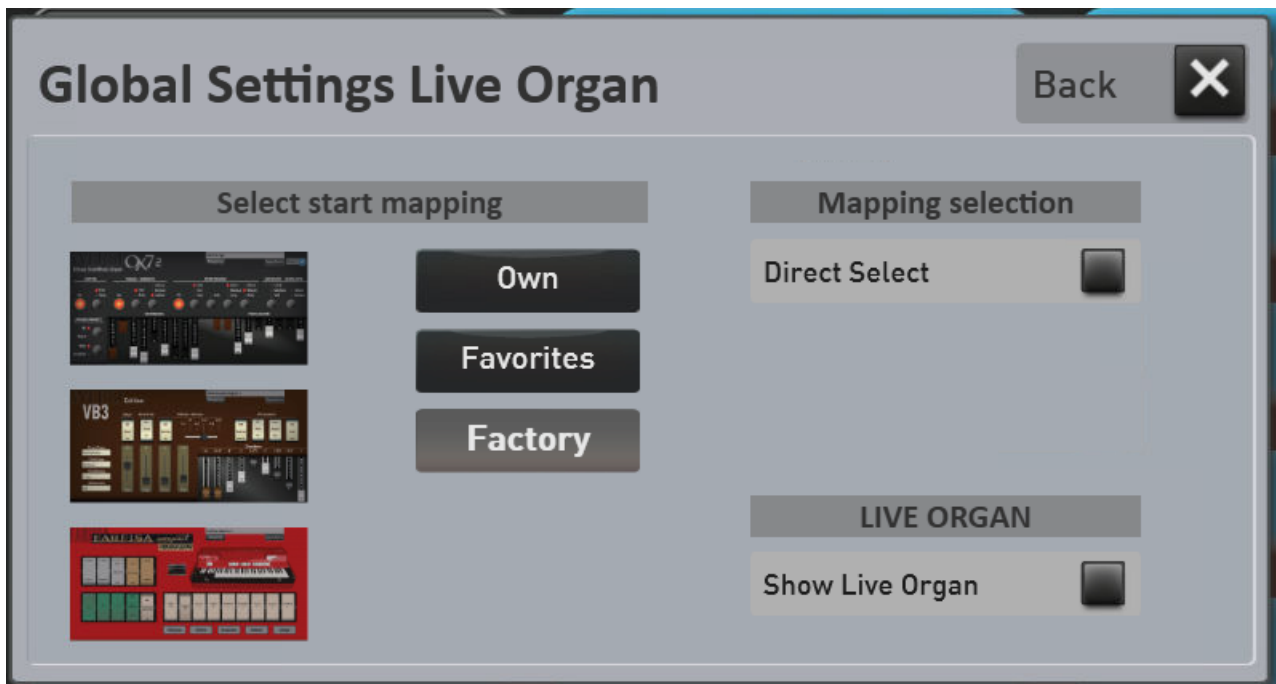 Global Settings Live Organ
Back
Select start mapping
Own
Favorites
Factory
VB3
Mapping selection
Direct Select
LIVE ORGAN
Show Live Organ